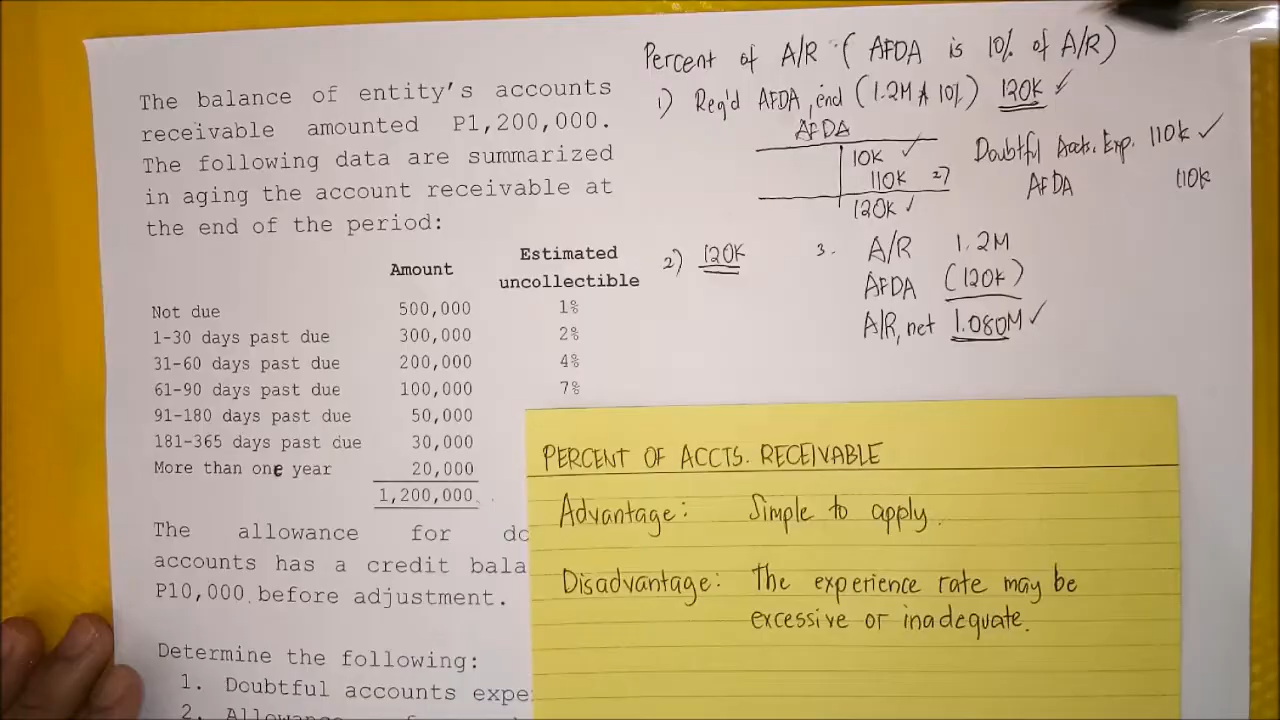 The balance of entity's accounts
receivable amounted P1,200,000.
The following data are summarized
in aging the account receivable at
the end of the period:
Amount Estimated uncollectible
Not due 500,000 1%
1-30 days past due 300,000 2%
31-60 days past due 200,000 4%
61-90 days past due 100,000 7%
91-180 days past due 50,000
181-365 days past due 30,000
More than one year 20,000
1,200,000
The allowance for
accounts has a credit
P10,000 before adjustment.
Determine the following:
1. Doubtful accounts
2.
Percent of A/R (AFDA is 10% of A/R)
1) Req'd AFDA, end (1.2M * 10%) 120K ✓
AFDA
10K ✓
110K 2)
120K ✓
Doubtful Accts. Exp. 110K ✓
AFDA 110K
2) 120K
3. A/R 1.2M
AFDA (120K)
A/R, net 1.080M ✓
PERCENT OF ACCTS. RECEIVABLE
Advantage: Simple to apply.
Disadvantage: The experience rate may be
excessive or inadequate.